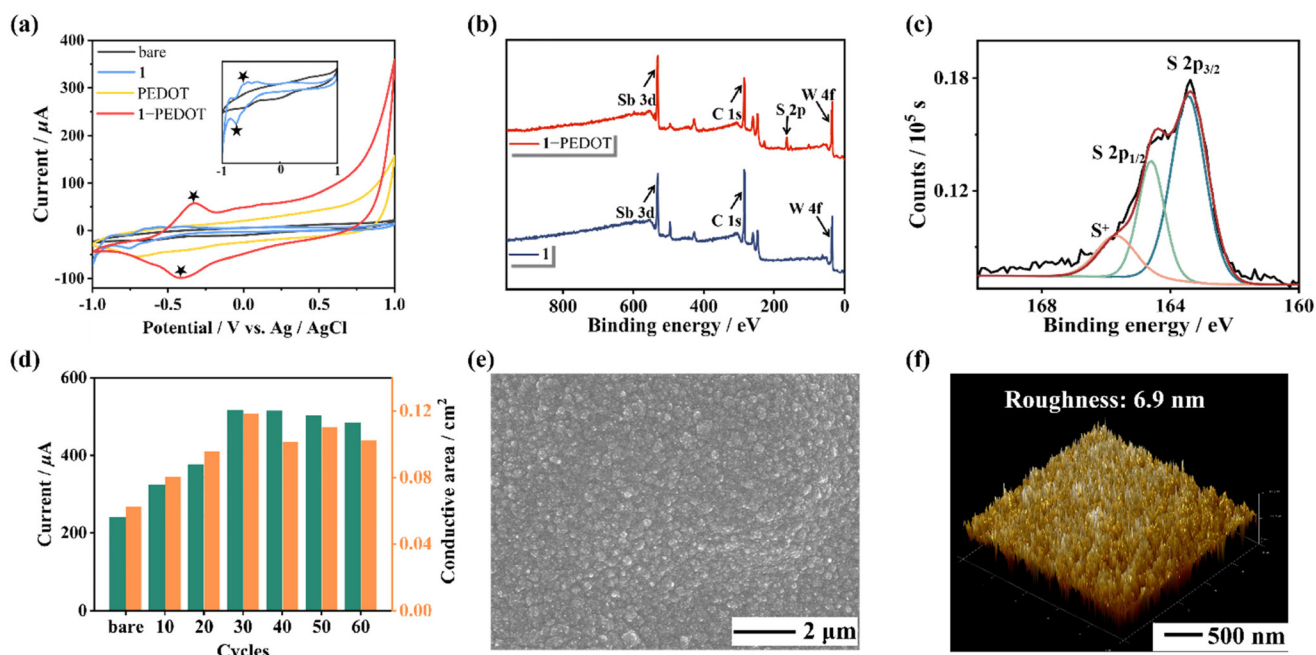 (a)
400
300
200
100
0
-100
Current / μA
bare
1
PEDOT
1-PEDOT
-1 0 1
-1.0 -0.5 0.0 0.5 1.0
Potential / V vs. Ag / AgCl
(b)
Sb 3d
C 1s
S 2p
W 4f
1-PEDOT
Sb 3d
C 1s
W 4f
1
800 600 400 200 0
Binding energy / eV
(c)
0.18
0.12
Counts / 10⁵ s
S 2p3/2
S 2p1/2
S⁺
168 164 160
Binding energy / eV
(d)
600
400
200
0
Current / μA
0.12
0.08
0.04
0.00
Conductive area / cm²
bare 10 20 30 40 50 60
Cycles
(e)
2 μm
(f)
Roughness: 6.9 nm
500 nm